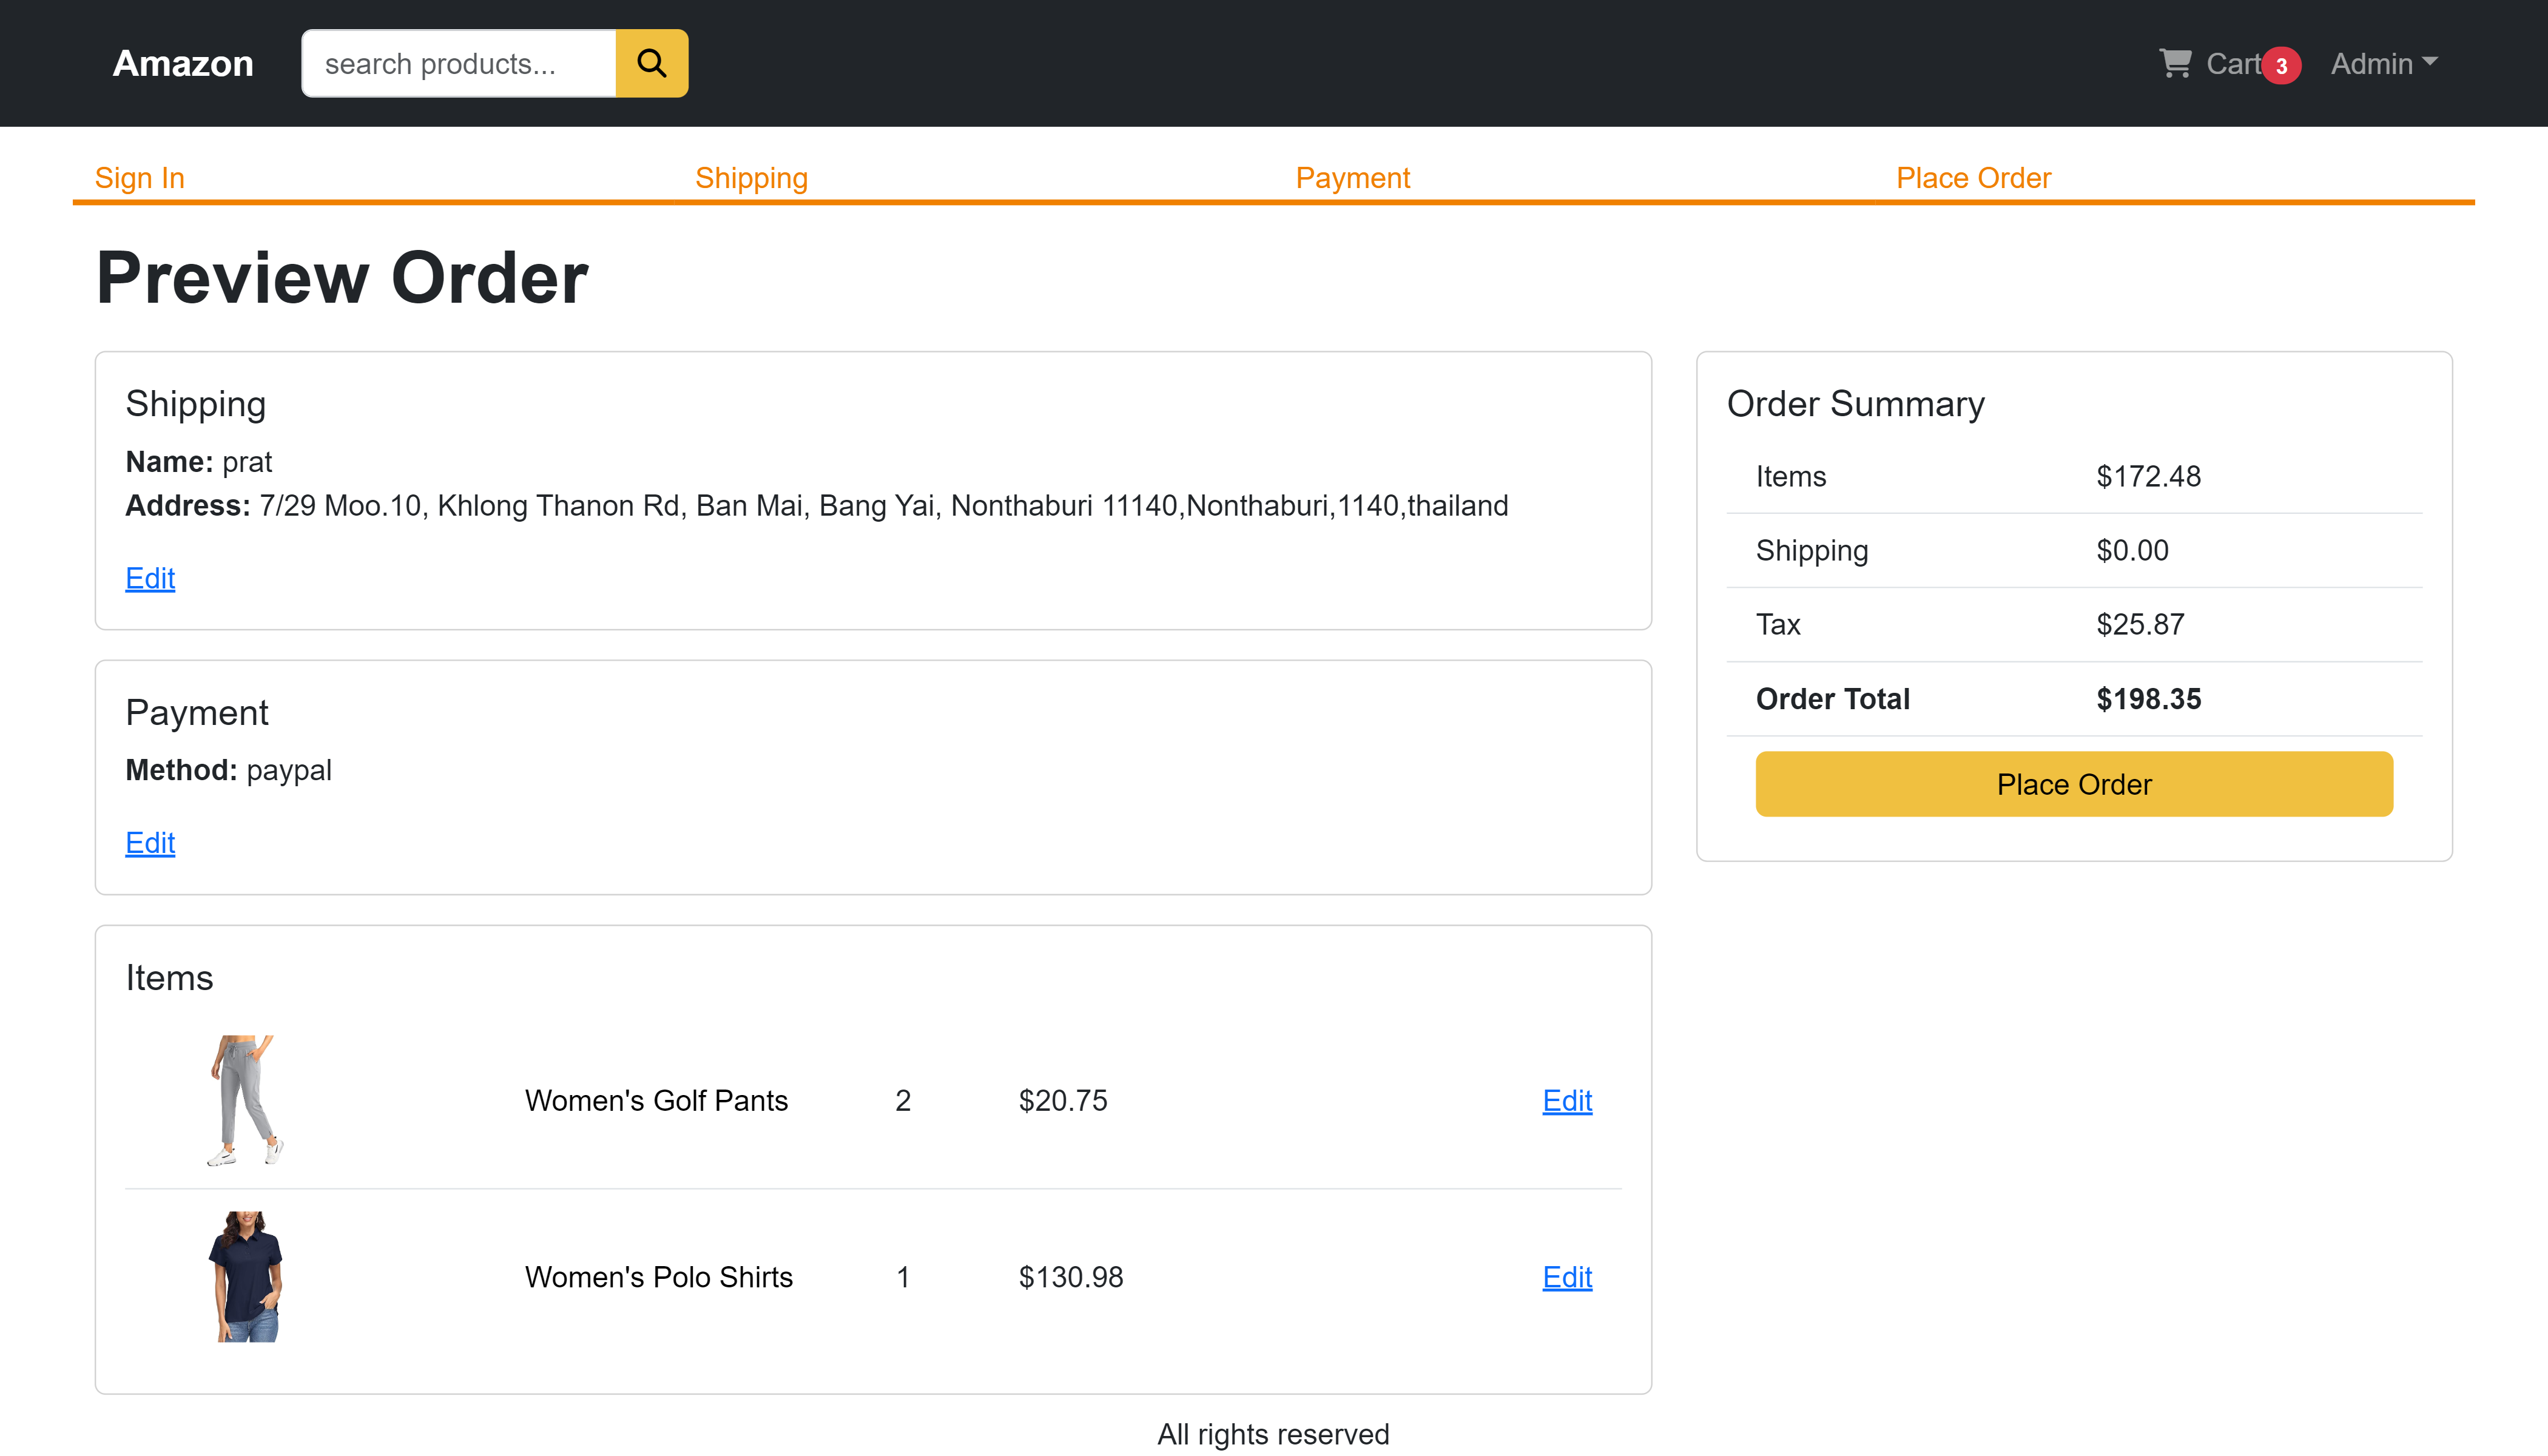 Amazon search products... Cart 3 Admin
Sign In Shipping Payment Place Order
Preview Order
Shipping
Name: prat
Address: 7/29 Moo.10, Khlong Thanon Rd, Ban Mai, Bang Yai, Nonthaburi 11140,Nonthaburi,1140,thailand
Edit
Payment
Method: paypal
Edit
Items
Women's Golf Pants 2 $20.75 Edit
Women's Polo Shirts 1 $130.98 Edit
Order Summary
Items $172.48
Shipping $0.00
Tax $25.87
Order Total $198.35
Place Order
All rights reserved